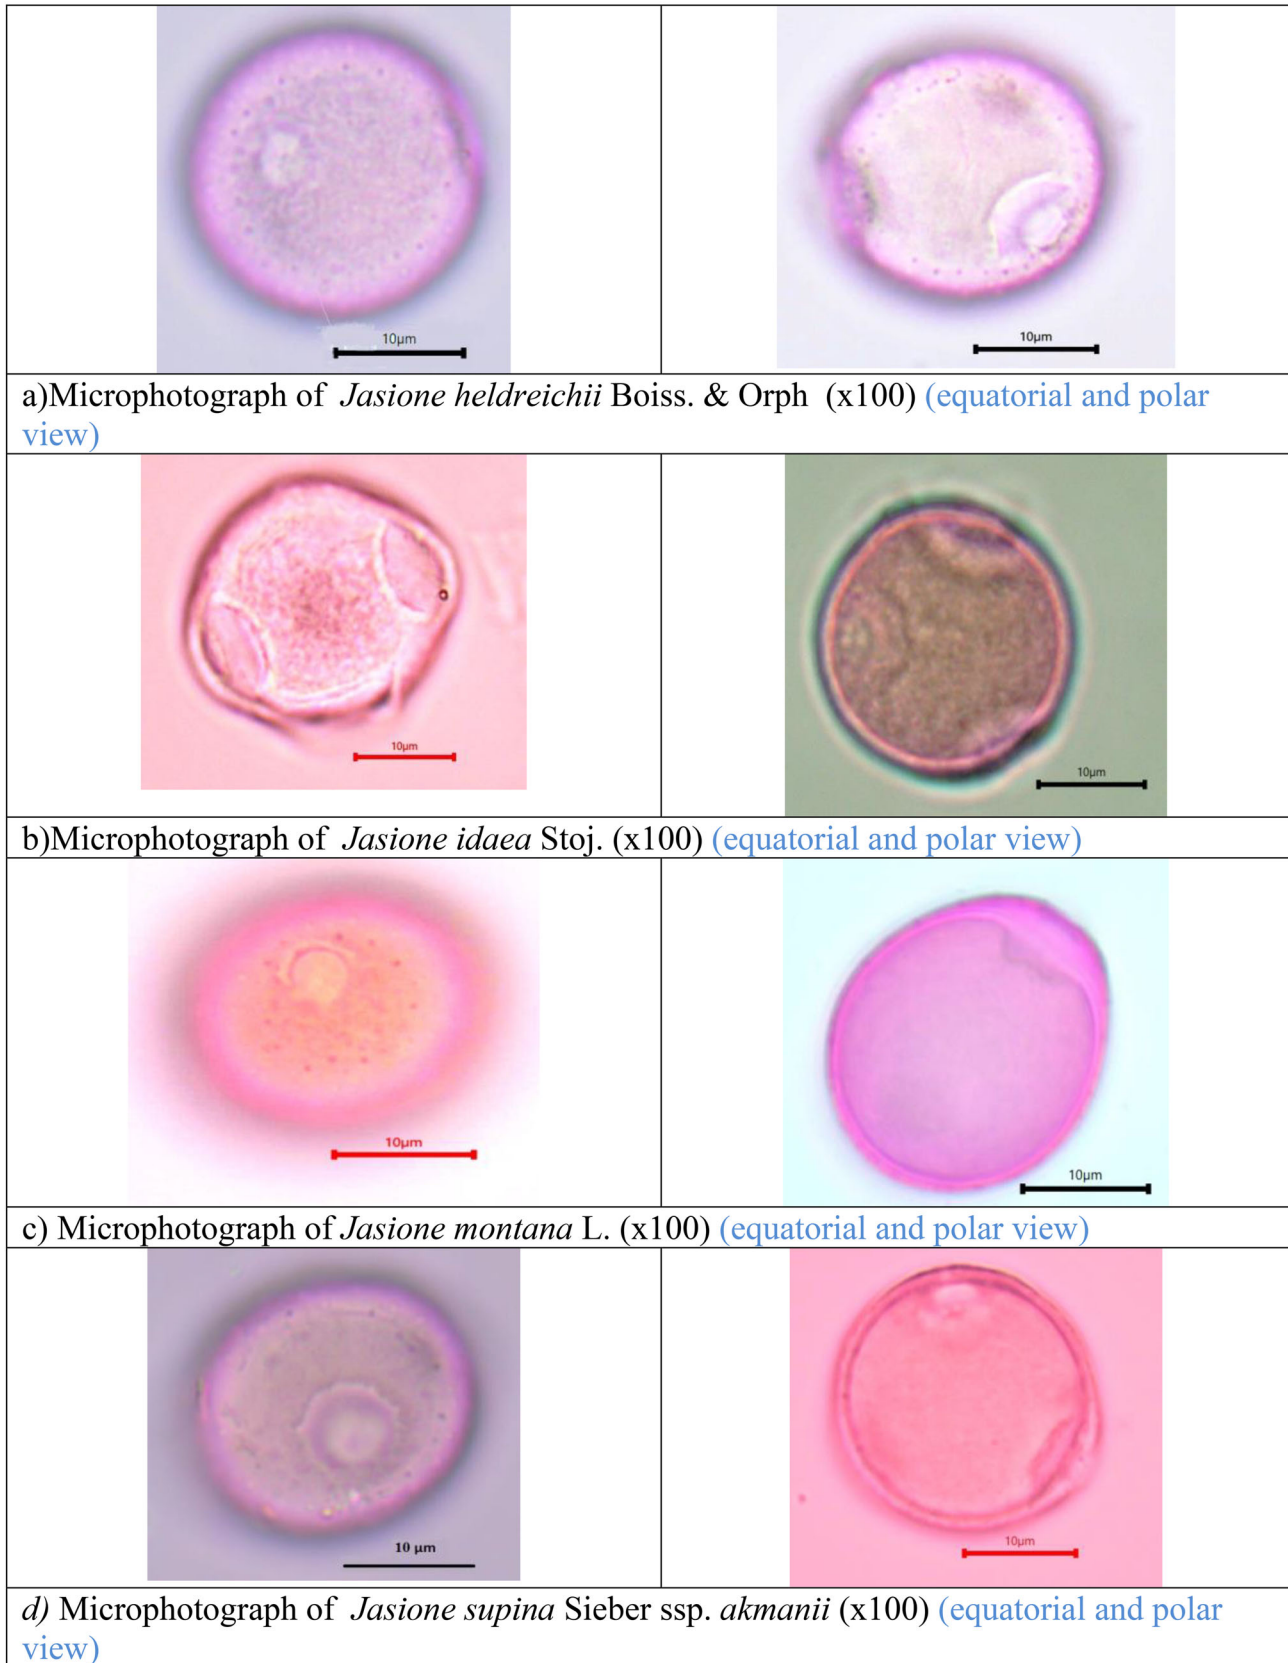 10µm
10µm
a)Microphotograph of Jasione heldreichii Boiss. & Orph (x100) (equatorial and polar
view)
10µm
10µm
b)Microphotograph of Jasione idaea Stoj. (x100) (equatorial and polar view)
10µm
10µm
c) Microphotograph of Jasione montana L. (x100) (equatorial and polar view)
10 µm
10µm
d) Microphotograph of Jasione supina Sieber ssp. akmanii (x100) (equatorial and polar
view)